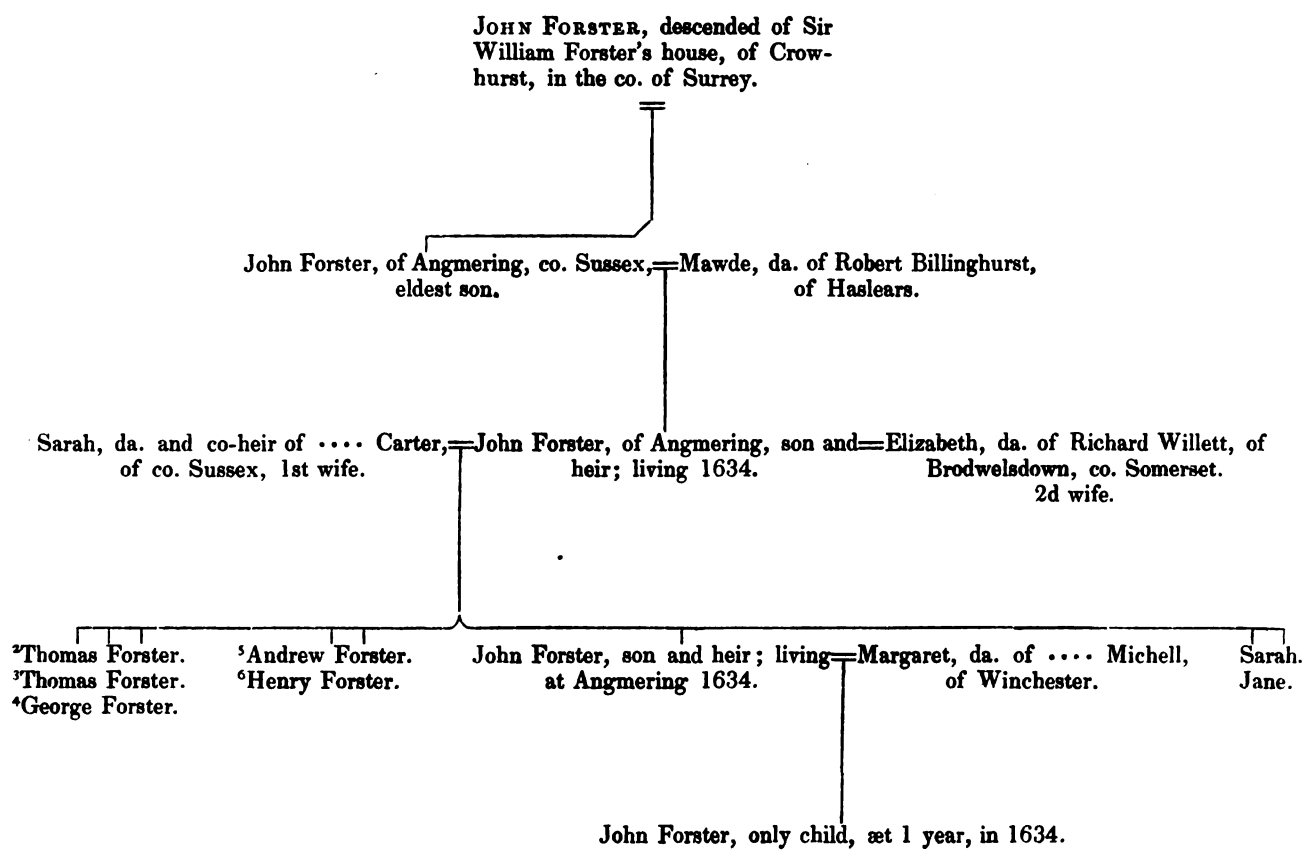 JOHN FORSTER, descended of Sir
William Forster's house, of Crow-
hurst, in the co. of Surrey.
John Forster, of Angmering, co. Sussex,
eldest son.
Mawde, da. of Robert Billinghurst,
of Haslears.
Sarah, da. and co-heir of .... Carter,
of co. Sussex, 1st wife.
John Forster, of Angmering, son and
heir; living 1634.
Elizabeth, da. of Richard Willett, of
Brodwelsdown, co. Somerset.
2d wife.
²Thomas Forster.
³Thomas Forster.
⁴George Forster.
⁵Andrew Forster.
⁶Henry Forster.
John Forster, son and heir; living
at Angmering 1634.
Margaret, da. of .... Michell,
of Winchester.
Sarah.
Jane.
John Forster, only child, æt 1 year, in 1634.